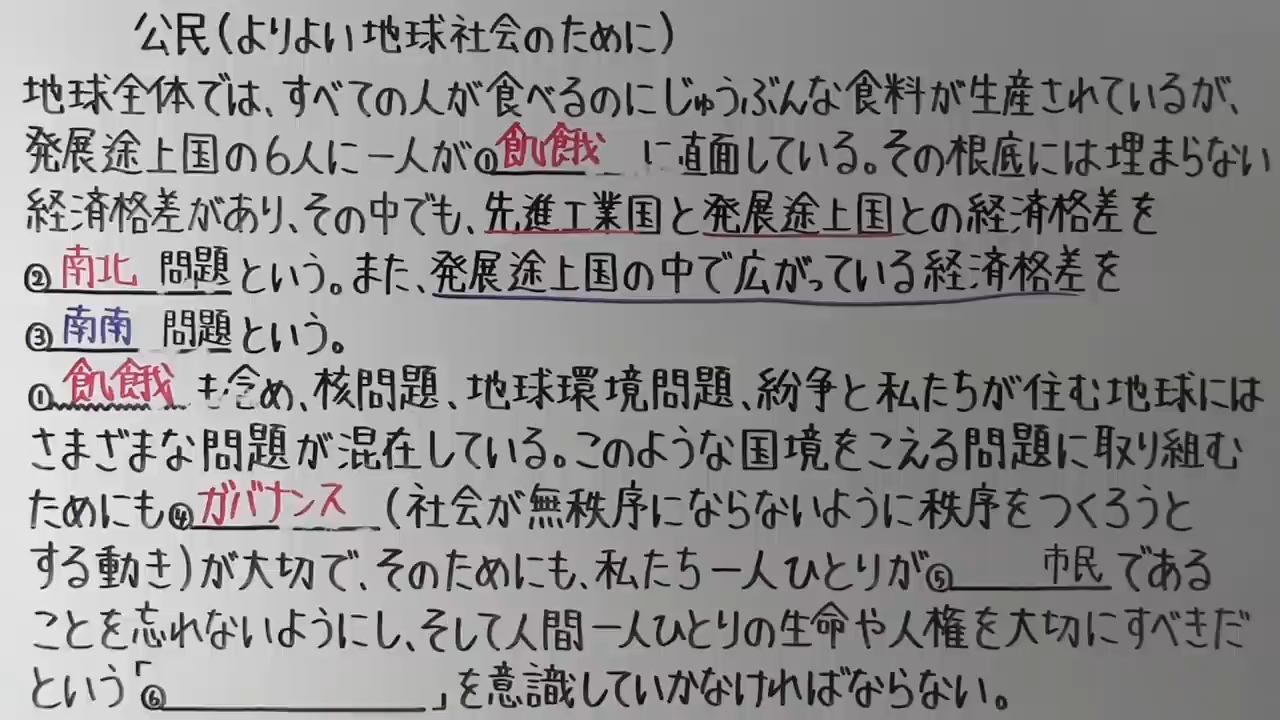 公民(よりよい地球社会のために)
地球全体では、すべての人が食べるのにじゅうぶんな食料が生産されているが、
発展途上国の6人に一人が①飢餓に直面している。その根底には埋まらない
経済格差があり、その中でも、先進工業国と発展途上国との経済格差を
②南北 問題という。また、発展途上国の中で広がっている経済格差を
③南南 問題という。
①飢餓も含め、核問題、地球環境問題、紛争と私たちが住む地球には
さまざまな問題が混在している。このような国境をこえる問題に取り組む
ためにも④ガバナンス(社会が無秩序にならないように秩序をつくろうと
する動き)が大切で、そのためにも、私たち一人ひとりが⑤ 市民である
ことを忘れないようにし、そして人間一人ひとりの生命や人権を大切にすべきだ
という「⑥ 」を意識していかなければならない。